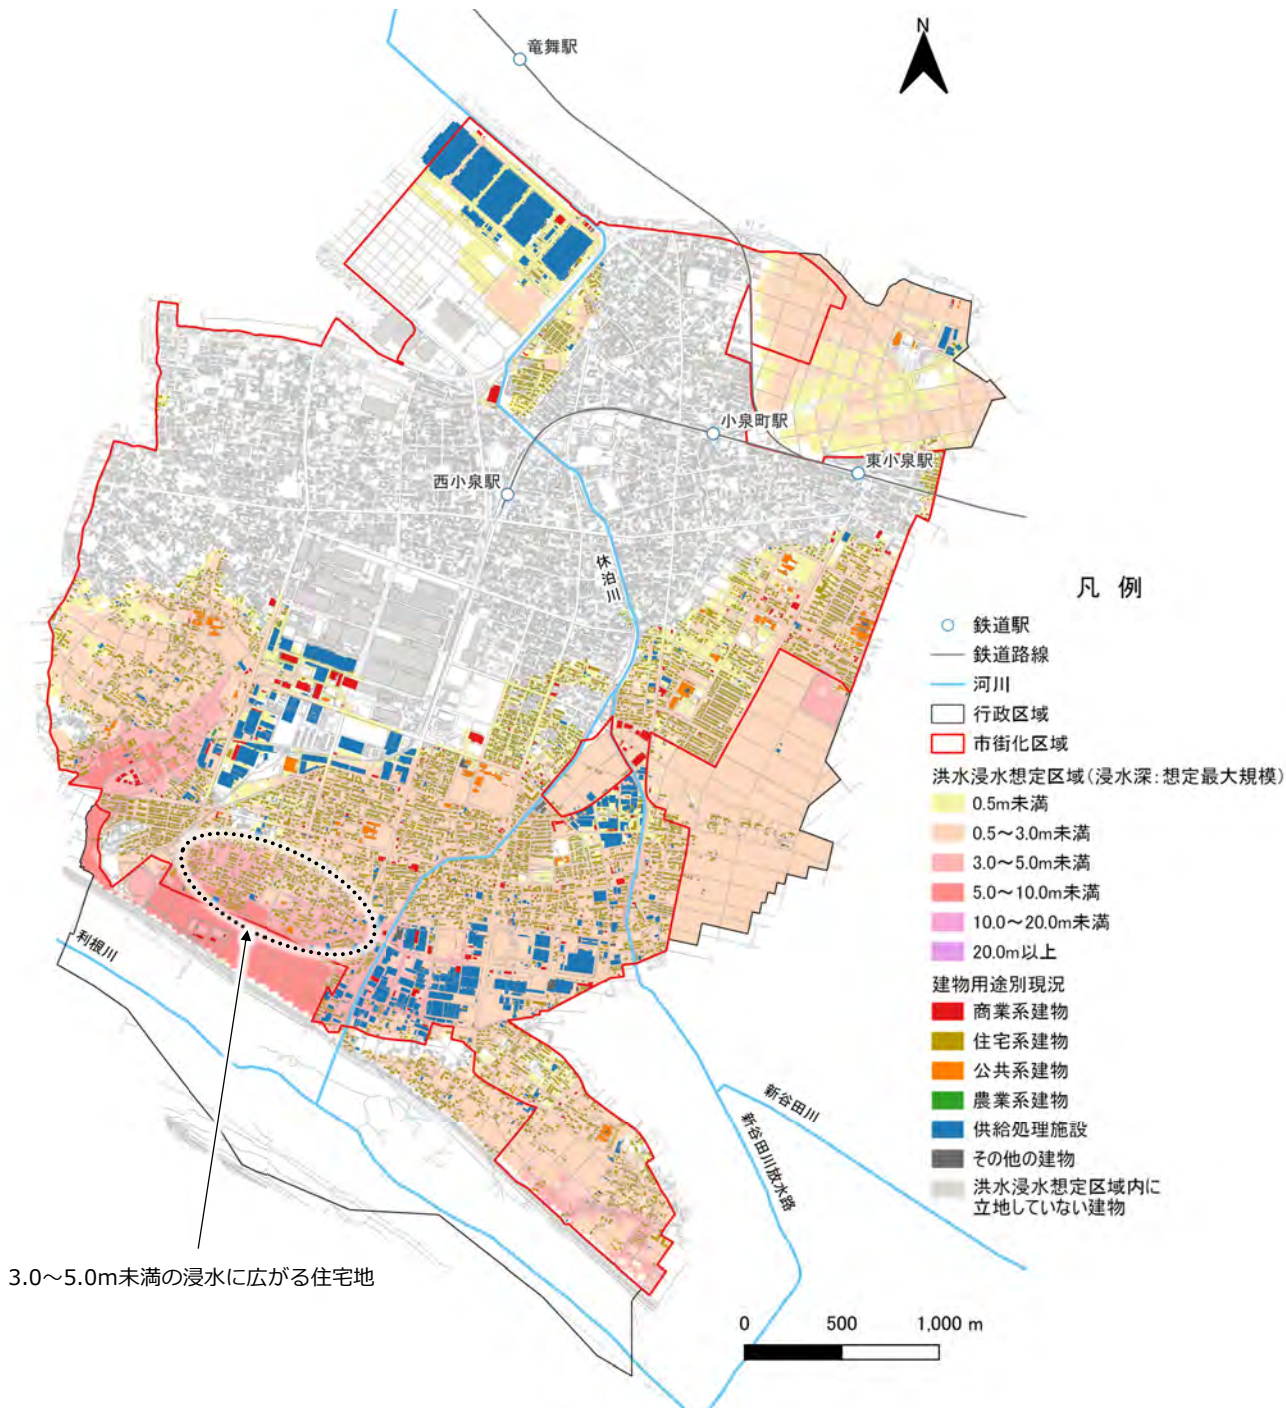 竜舞駅
N
小泉町駅
東小泉駅
西小泉駅
休泊川
利根川
新谷田川
新谷田川放水路
凡 例
鉄道駅
鉄道路線
河川
行政区域
市街化区域
洪水浸水想定区域(浸水深:想定最大規模)
0.5m未満
0.5~3.0m未満
3.0~5.0m未満
5.0~10.0m未満
10.0~20.0m未満
20.0m以上
建物用途別現況
商業系建物
住宅系建物
公共系建物
農業系建物
供給処理施設
その他の建物
洪水浸水想定区域内に
立地していない建物
3.0~5.0m未満の浸水に広がる住宅地
0 500 1,000 m